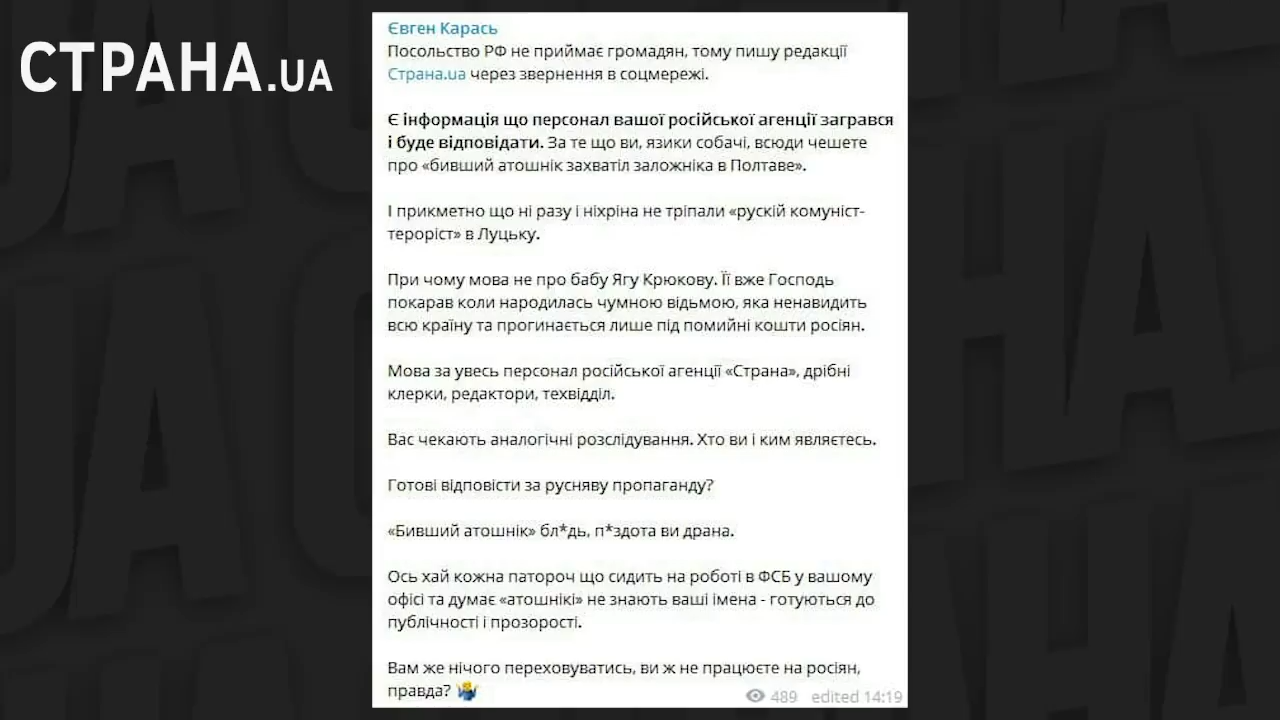 СТРАНА.UA
Євген Карась
Посольство РФ не приймає громадян, тому пишу редакції
Страна.ua через звернення в соцмережі.
Є інформація що персонал вашої російської агенції загрався
і буде відповідати. За те що ви, язики собачі, всюди чешете
про «бивший атошнік захватіл заложніка в Полтаве».
І прикметно що ні разу і ніхріна не тріпали «рускій комуніст-
тероріст» в Луцьку.
При чому мова не про бабу Ягу Крюкову. Її вже Господь
покарав коли народилась чумною відьмою, яка ненавидить
всю країну та прогинається лише під помийні кошти росіян.
Мова за увесь персонал російської агенції «Страна», дрібні
клерки, редактори, техвідділ.
Вас чекають аналогічні розслідування. Хто ви і ким являєтесь.
Готові відповісти за русняву пропаганду?
«Бивший атошнік» бл*дь, п*здота ви драна.
Ось хай кожна патороч що сидить на роботі в ФСБ у вашому
офісі та думає «атошнікі» не знають ваші імена - готуються до
публічності і прозорості.
Вам же нічого переховуватись, ви ж не працюєте на росіян,
правда? 🤷‍♂️
489 edited 14:19